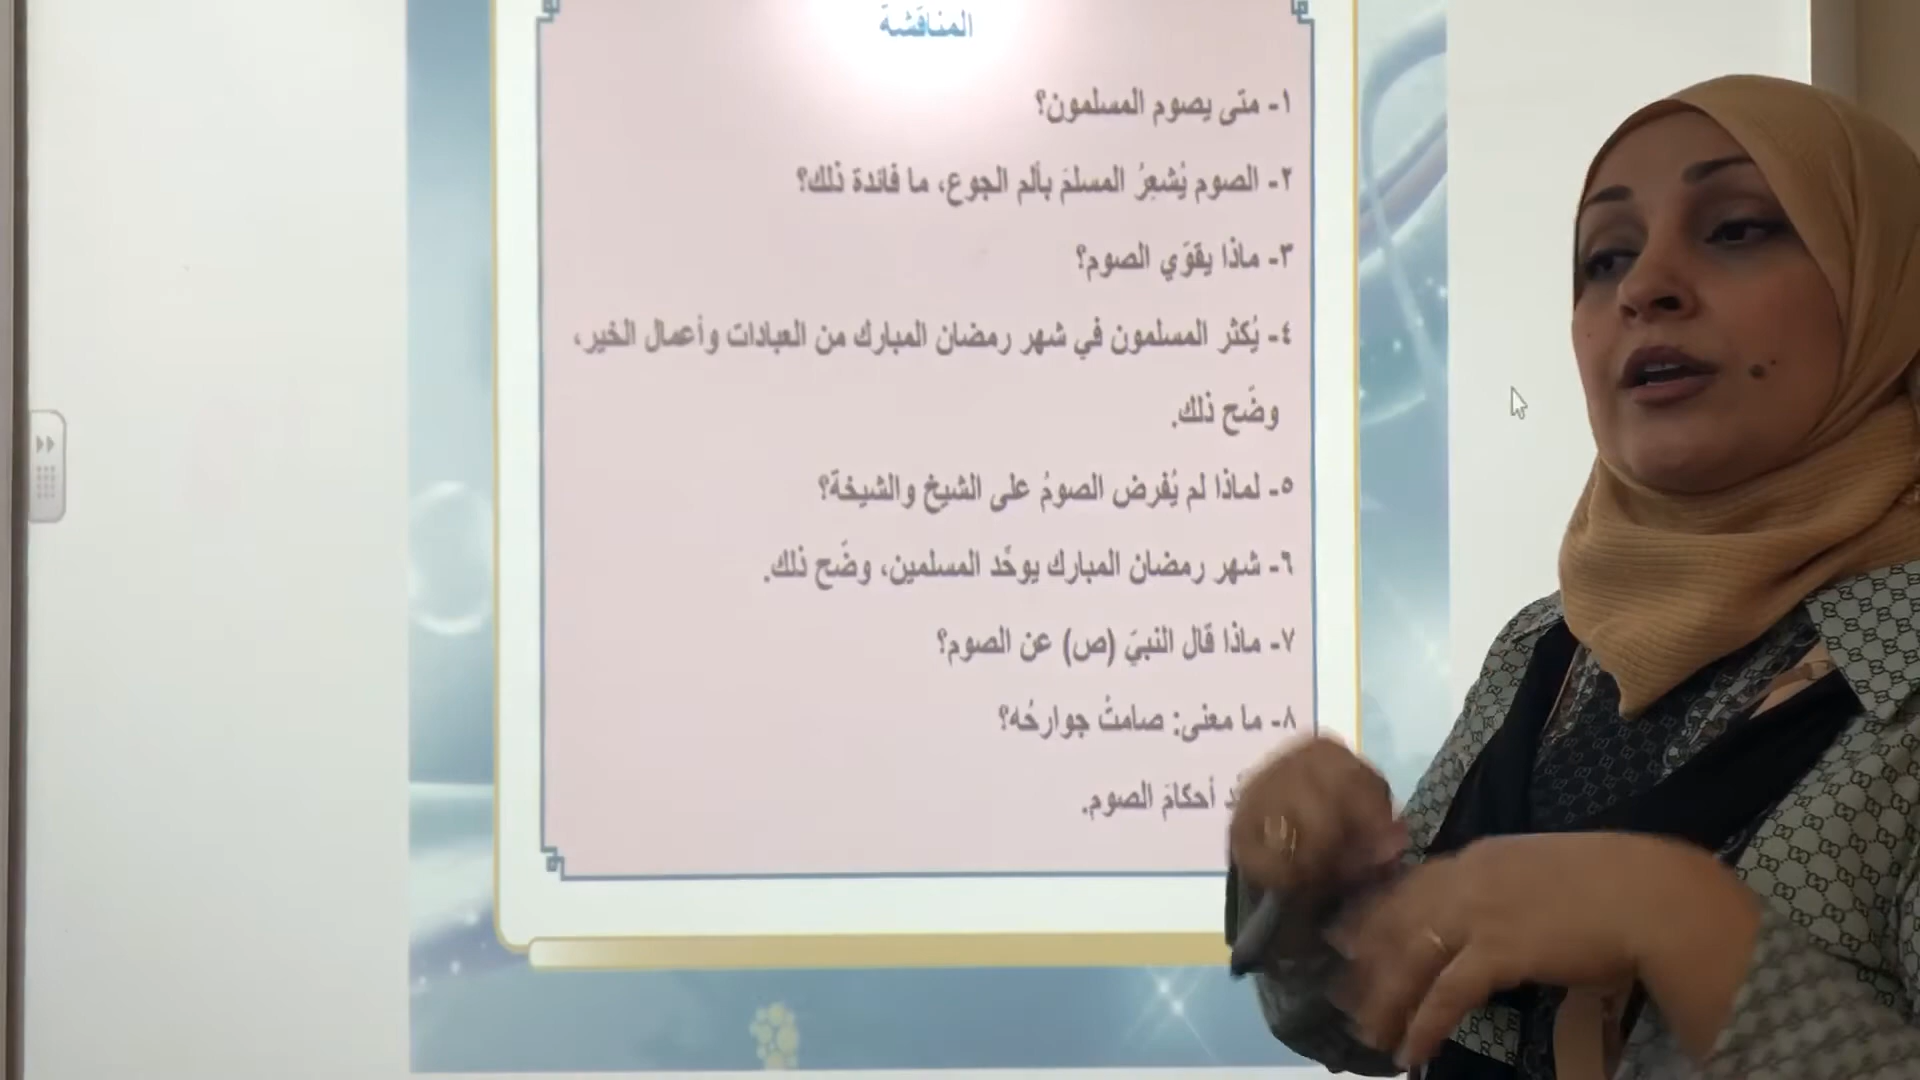 المناقشة
١- متى يصوم المسلمون؟
٢- الصوم يُشعِرُ المسلمَ بألم الجوع، ما فائدة ذلك؟
٣- ماذا يقوّي الصوم؟
٤- يُكثر المسلمون في شهر رمضان المبارك من العبادات وأعمال الخير،
وضّح ذلك.
٥- لماذا لم يُفرض الصومُ على الشيخ والشيخة؟
٦- شهر رمضان المبارك يوحّد المسلمين، وضّح ذلك.
٧- ماذا قال النبيّ (ص) عن الصوم؟
٨- ما معنى: صامتْ جوارحُه؟
أحكامَ الصوم.